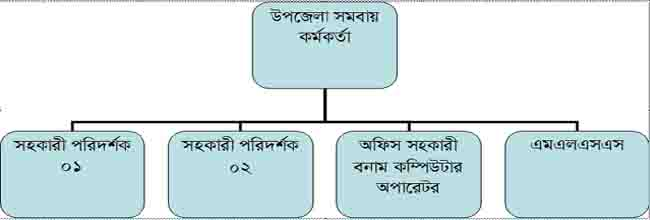 উপজেলা সমবায়
কর্মকর্তা
সহকারী পরিদর্শক
০১
সহকারী পরিদর্শক
০২
অফিস সহকারী
বনাম কম্পিউটার
অপারেটর
এমএলএসএস